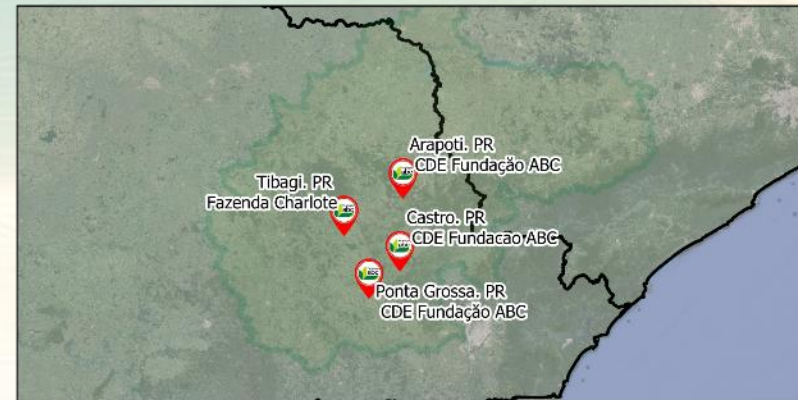 Arapoti. PR
CDE Fundação ABC
Tibagi. PR
Fazenda Charlote
Castro. PR
CDE Fundacão ABC
Ponta Grossa. PR
CDE Fundação ABC